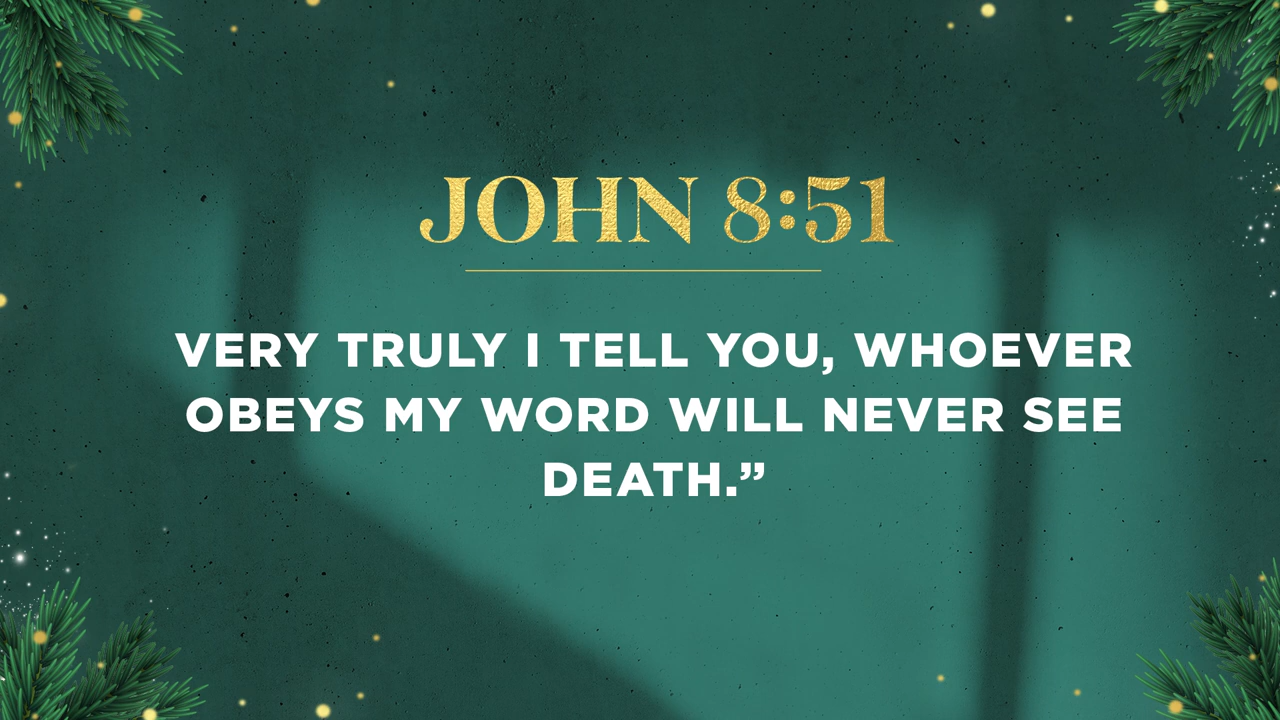 JOHN 8:51
VERY TRULY I TELL YOU, WHOEVER
OBEYS MY WORD WILL NEVER SEE
DEATH.”